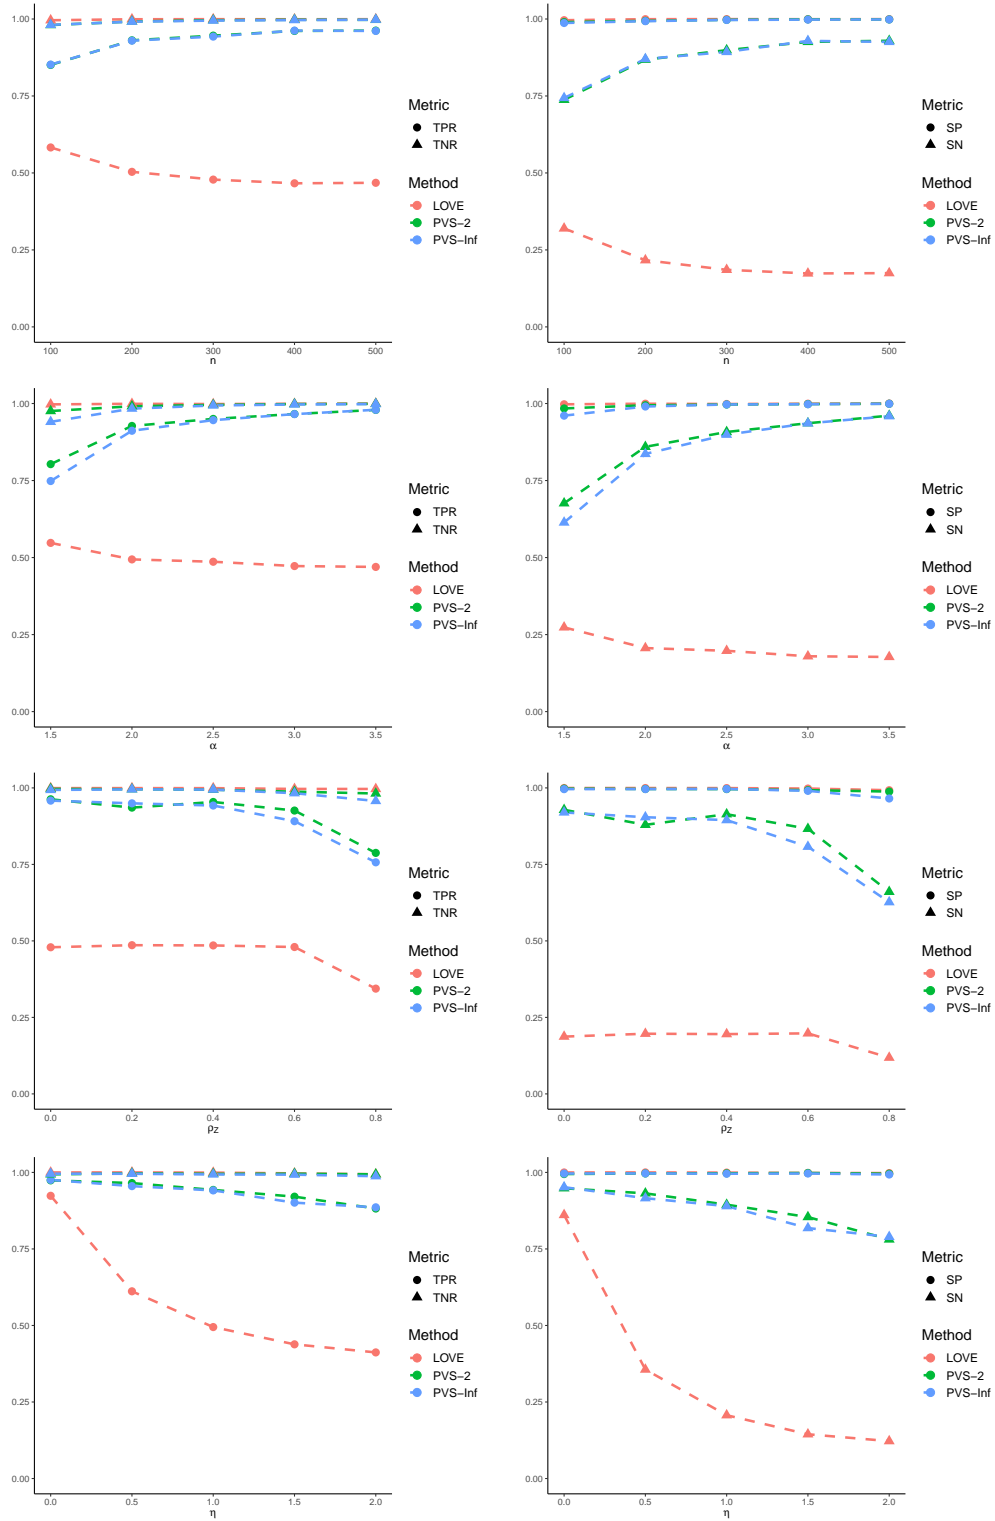 1.00
0.75
0.50
0.25
0.00
100 200 300 400 500
n
Metric
TPR
TNR
Method
LOVE
PVS−2
PVS−Inf
1.00
0.75
0.50
0.25
0.00
100 200 300 400 500
n
Metric
SP
SN
Method
LOVE
PVS−2
PVS−Inf
1.00
0.75
0.50
0.25
0.00
1.5 2.0 2.5 3.0 3.5
α
Metric
TPR
TNR
Method
LOVE
PVS−2
PVS−Inf
1.00
0.75
0.50
0.25
0.00
1.5 2.0 2.5 3.0 3.5
α
Metric
SP
SN
Method
LOVE
PVS−2
PVS−Inf
1.00
0.75
0.50
0.25
0.00
0.0 0.2 0.4 0.6 0.8
ρZ
Metric
TPR
TNR
Method
LOVE
PVS−2
PVS−Inf
1.00
0.75
0.50
0.25
0.00
0.0 0.2 0.4 0.6 0.8
ρZ
Metric
SP
SN
Method
LOVE
PVS−2
PVS−Inf
1.00
0.75
0.50
0.25
0.00
0.0 0.5 1.0 1.5 2.0
η
Metric
TPR
TNR
Method
LOVE
PVS−2
PVS−Inf
1.00
0.75
0.50
0.25
0.00
0.0 0.5 1.0 1.5 2.0
η
Metric
SP
SN
Method
LOVE
PVS−2
PVS−Inf